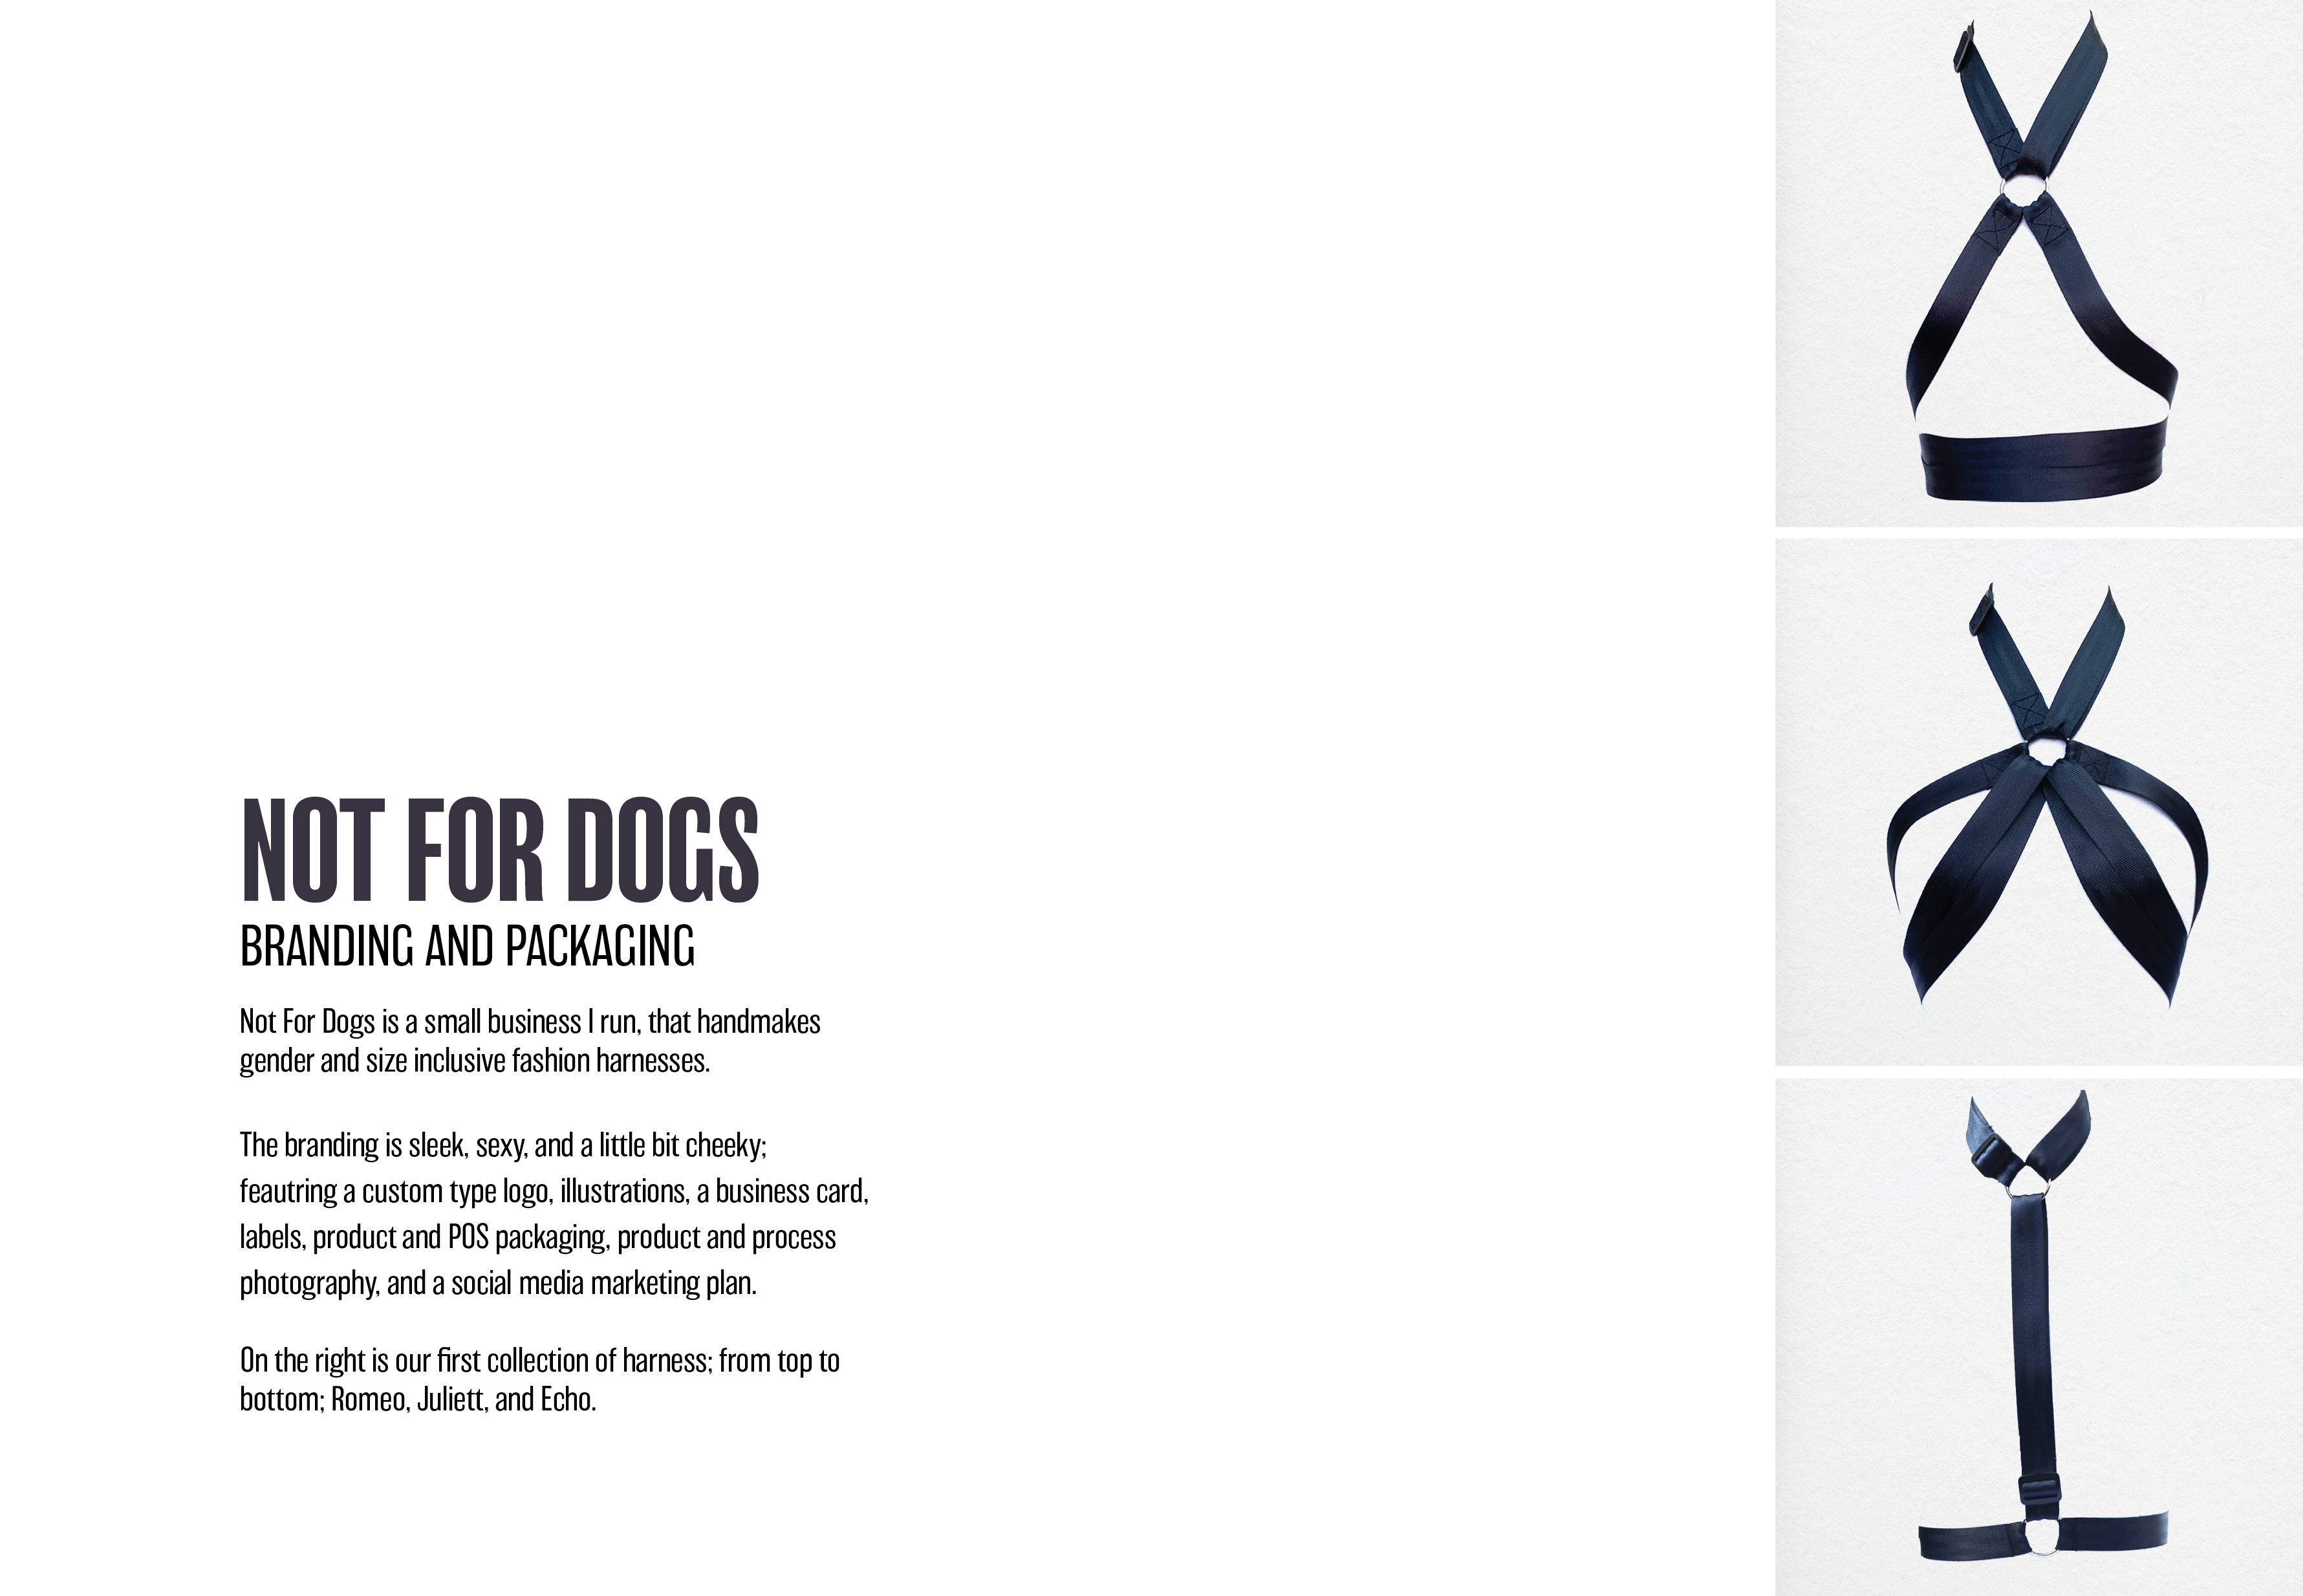 NOT FOR DOGS
BRANDING AND PACKAGING
Not For Dogs is a small business I run, that handmakes
gender and size inclusive fashion harnesses.
The branding is sleek, sexy, and a little bit cheeky;
feautring a custom type logo, illustrations, a business card,
labels, product and POS packaging, product and process
photography, and a social media marketing plan.
On the right is our first collection of harness; from top to
bottom; Romeo, Juliett, and Echo.